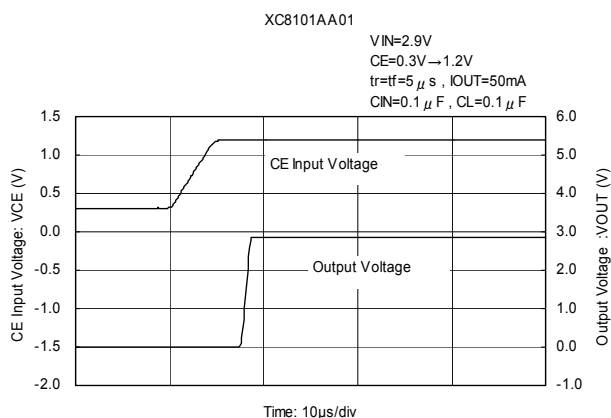 XC8101AA01
VIN=2.9V
CE=0.3V→1.2V
tr=tf=5μs , IOUT=50mA
CIN=0.1μF , CL=0.1μF
CE Input Voltage: VCE (V)
1.5
1.0
0.5
0.0
-0.5
-1.0
-1.5
-2.0
CE Input Voltage
Output Voltage
6.0
5.0
4.0
3.0
2.0
1.0
0.0
-1.0
Output Voltage :VOUT (V)
Time: 10μs/div